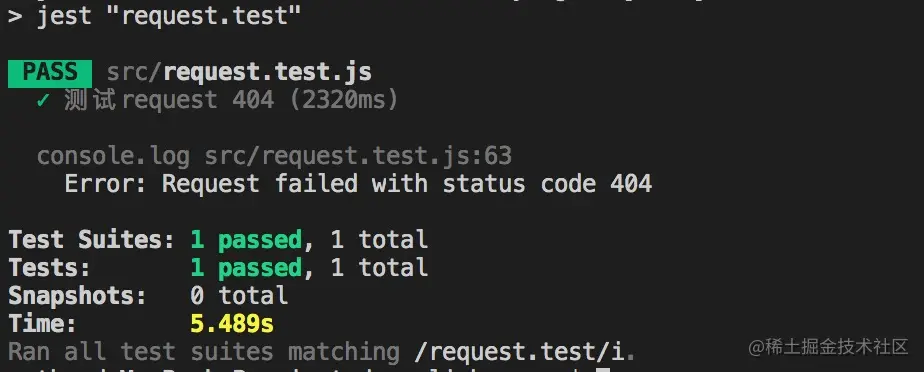 > jest "request.test"
PASS src/request.test.js
✓ 测试request 404 (2320ms)
console.log src/request.test.js:63
Error: Request failed with status code 404
Test Suites: 1 passed, 1 total
Tests: 1 passed, 1 total
Snapshots: 0 total
Time: 5.489s
Ran all test suites matching /request.test/i.
@稀土掘金技术社区